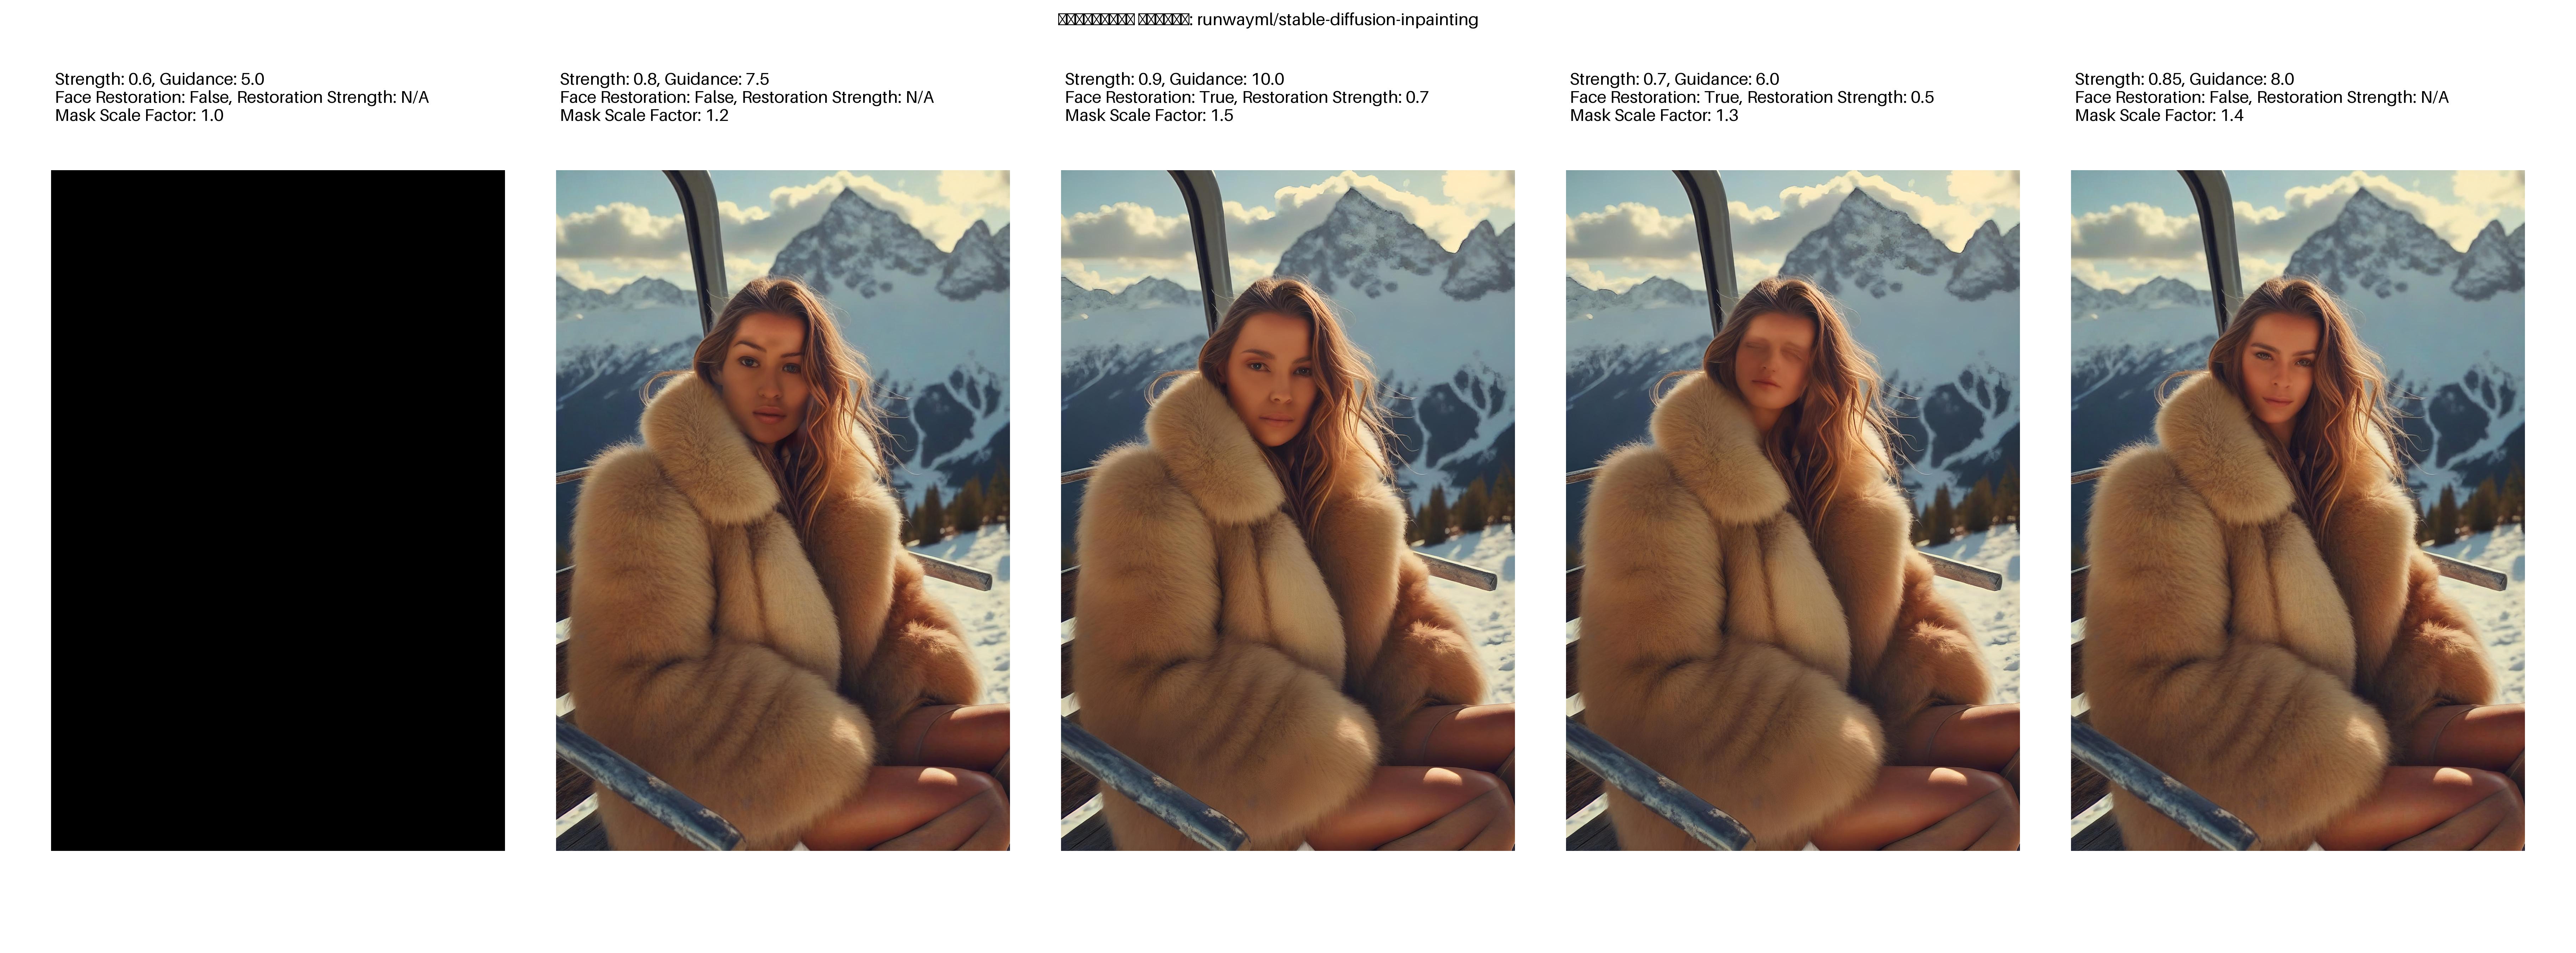 : runwayml/stable-diffusion-inpainting
Strength: 0.6, Guidance: 5.0
Face Restoration: False, Restoration Strength: N/A
Mask Scale Factor: 1.0
Strength: 0.8, Guidance: 7.5
Face Restoration: False, Restoration Strength: N/A
Mask Scale Factor: 1.2
Strength: 0.9, Guidance: 10.0
Face Restoration: True, Restoration Strength: 0.7
Mask Scale Factor: 1.5
Strength: 0.7, Guidance: 6.0
Face Restoration: True, Restoration Strength: 0.5
Mask Scale Factor: 1.3
Strength: 0.85, Guidance: 8.0
Face Restoration: False, Restoration Strength: N/A
Mask Scale Factor: 1.4